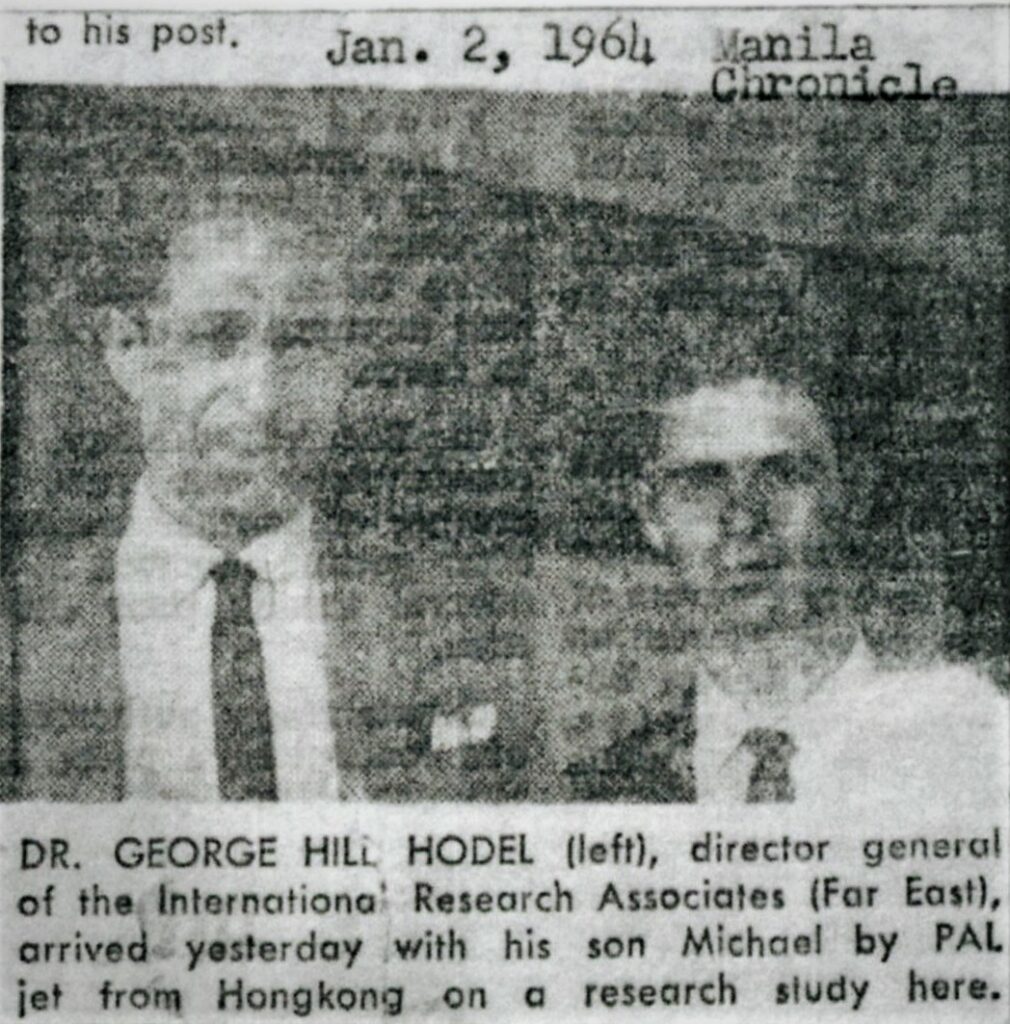 to his post.
Jan. 2, 1964 Manila
Chronicle
DR. GEORGE HILL HODEL (left), director general
of the International Research Associates (Far East),
arrived yesterday with his son Michael by PAL
jet from Hongkong on a research study here.